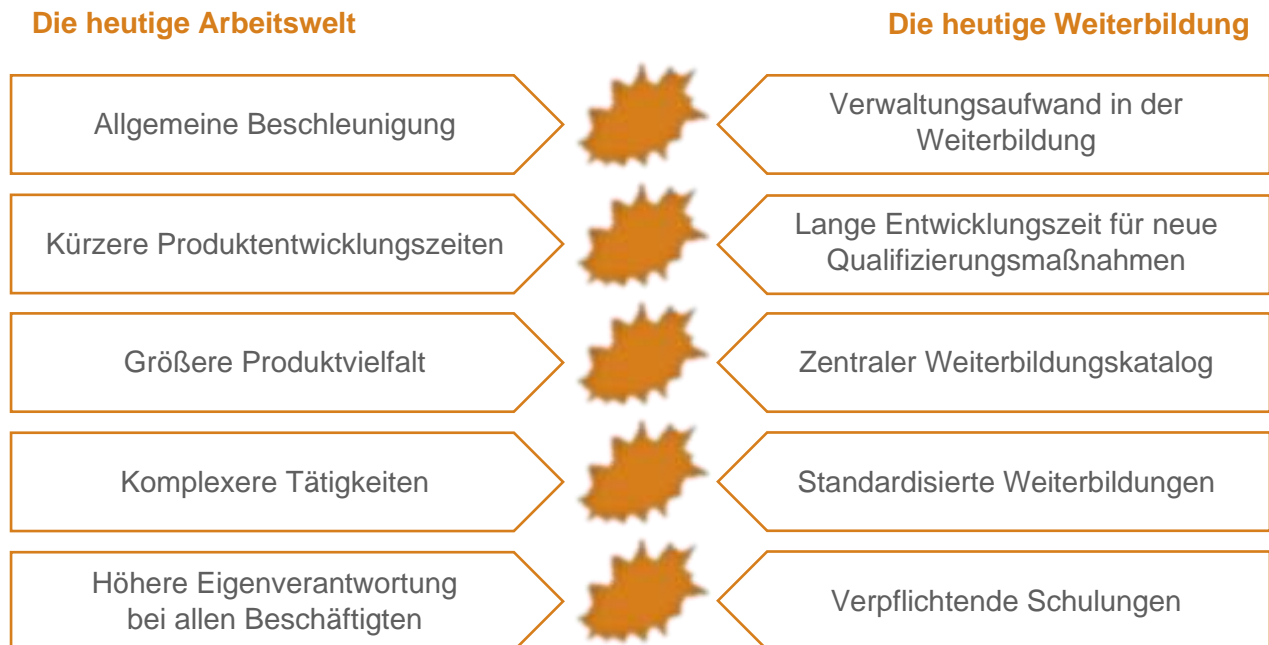 Die heutige Arbeitswelt
Die heutige Weiterbildung
Allgemeine Beschleunigung
Verwaltungsaufwand in der
Weiterbildung
Kürzere Produktentwicklungszeiten
Lange Entwicklungszeit für neue
Qualifizierungsmaßnahmen
Größere Produktvielfalt
Zentraler Weiterbildungskatalog
Komplexere Tätigkeiten
Standardisierte Weiterbildungen
Höhere Eigenverantwortung
bei allen Beschäftigten
Verpflichtende Schulungen